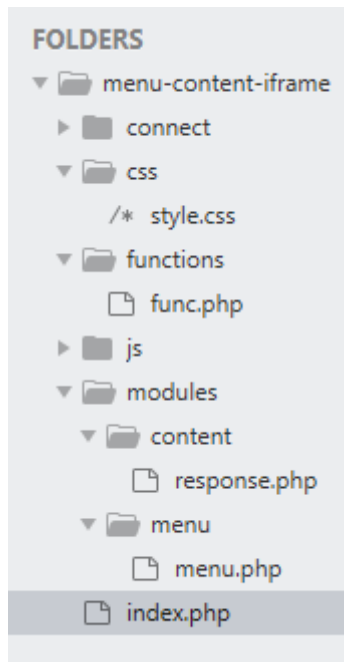 FOLDERS
menu-content-iframe
connect
css
/* style.css
functions
func.php
js
modules
content
response.php
menu
menu.php
index.php